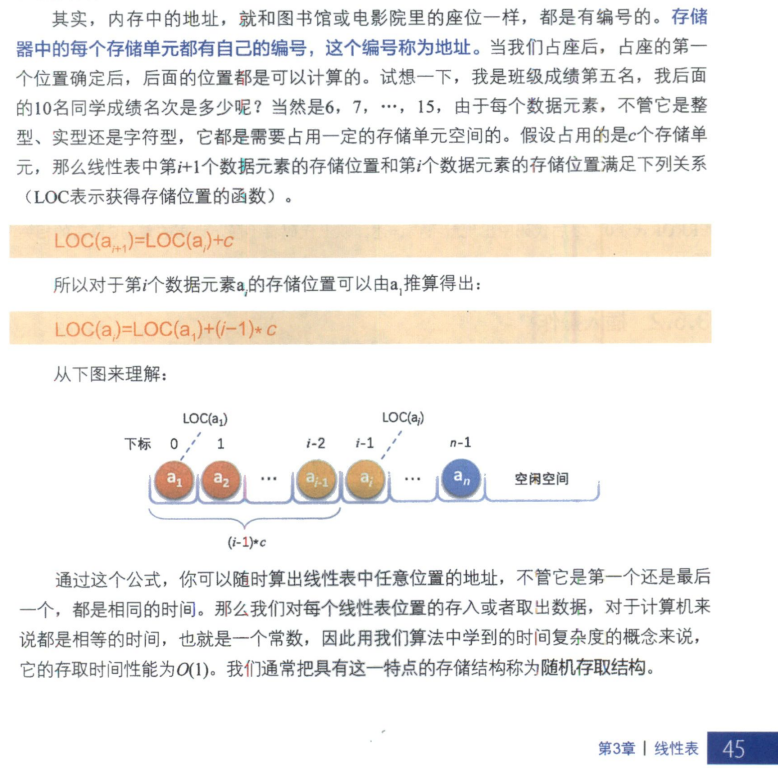 其实，内存中的地址，就和图书馆或电影院里的座位一样，都是有编号的。存储
器中的每个存储单元都有自己的编号，这个编号称为地址。当我们占座后，占座的第一
个位置确定后，后面的位置都是可以计算的。试想一下，我是班级成绩第五名，我后面
的10名同学成绩名次是多少呢？当然是6，7，…，15，由于每个数据元素，不管它是整
型、实型还是字符型，它都是需要占用一定的存储单元空间的。假设占用的是c个存储单
元，那么线性表中第i+1个数据元素的存储位置和第i个数据元素的存储位置满足下列关系
（LOC表示获得存储位置的函数）。
LOC(aᵢ₊₁)=LOC(aᵢ)+c
所以对于第i个数据元素aᵢ的存储位置可以由a₁推算得出：
LOC(aᵢ)=LOC(a₁)+(i−1)*c
从下图来理解：
LOC(a₁) LOC(aᵢ)
下标 0 1 i-2 i-1 n-1
a₁ a₂ … aᵢ₋₁ aᵢ … aₙ 空闲空间
(i-1)*c
通过这个公式，你可以随时算出线性表中任意位置的地址，不管它是第一个还是最后
一个，都是相同的时间。那么我们对每个线性表位置的存入或者取出数据，对于计算机来
说都是相等的时间，也就是一个常数，因此用我们算法中学到的时间复杂度的概念来说，
它的存取时间性能为O(1)。我们通常把具有这一特点的存储结构称为随机存取结构。
第3章 | 线性表 45